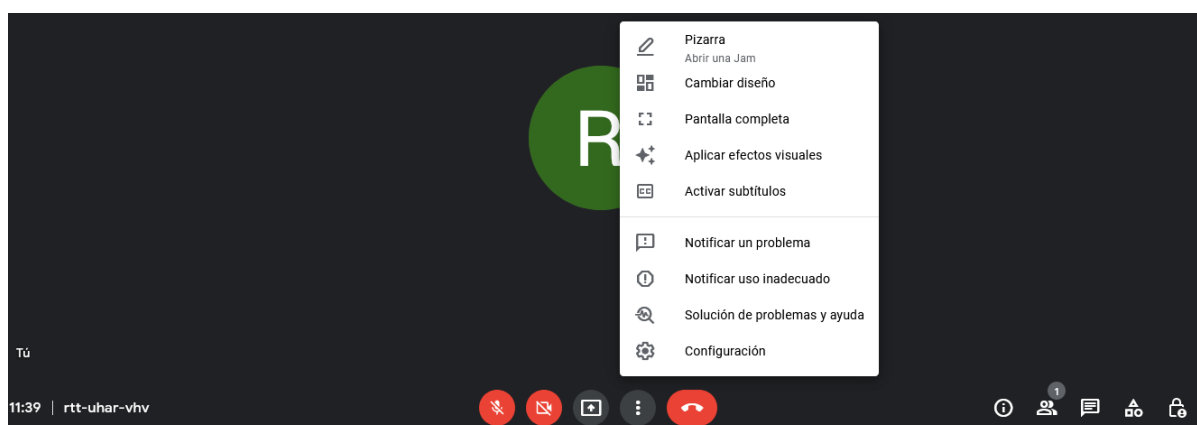 R
Pizarra
Abrir una Jam
Cambiar diseño
Pantalla completa
Aplicar efectos visuales
CC
Activar subtítulos
Notificar un problema
Notificar uso inadecuado
Solución de problemas y ayuda
Configuración
Tú
11:39 | rtt-uhar-vhv
1